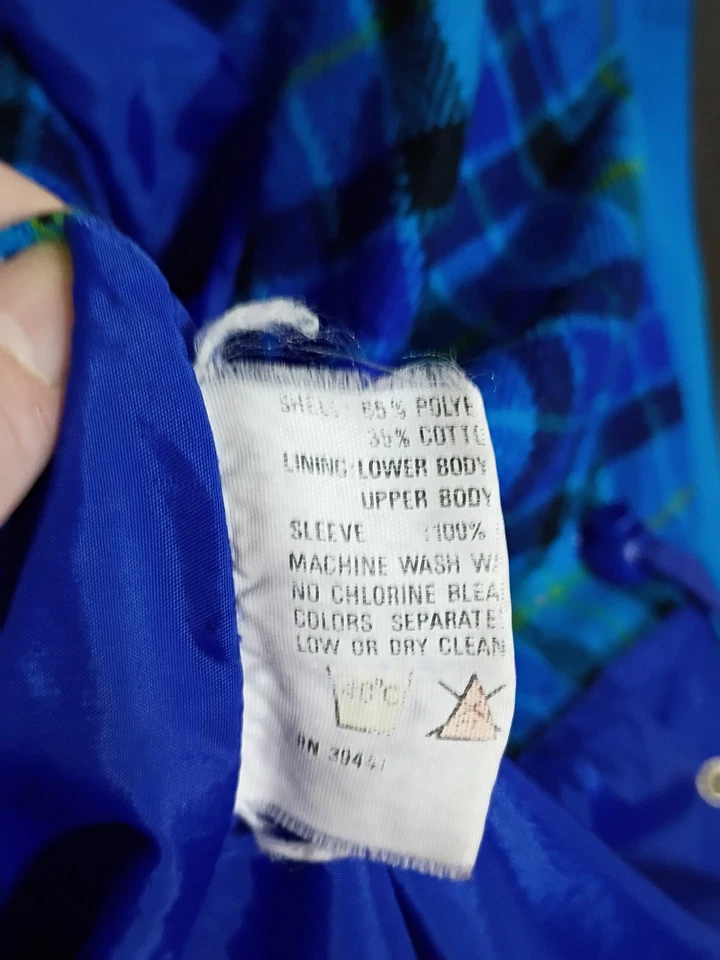 SHELL 65% POLYE
35% COTTO
LINING:LOWER BODY
UPPER BODY
SLEEVE :100%
MACHINE WASH WA
NO CHLORINE BLEA
COLORS SEPARATE
LOW OR DRY CLEAN
40°C
RN